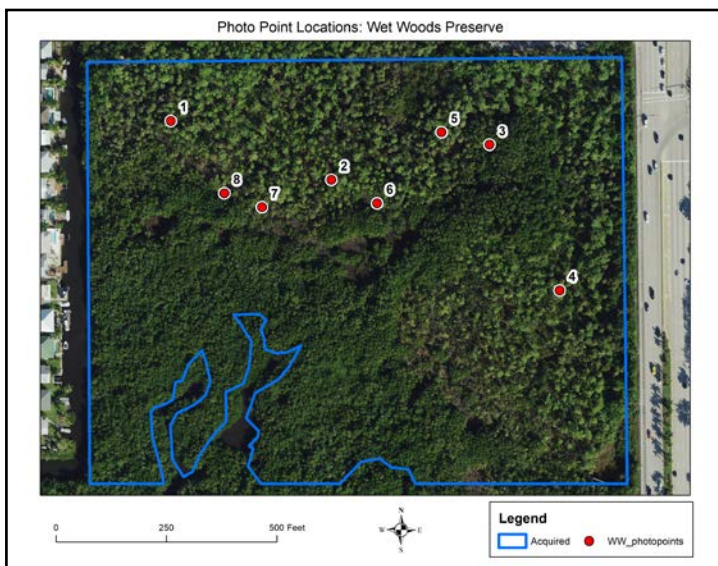 Photo Point Locations: Wet Woods Preserve
1
5
3
2
8
7
6
4
N
W E
S
0 250 500 Feet
Legend
Acquired WW_photopoints